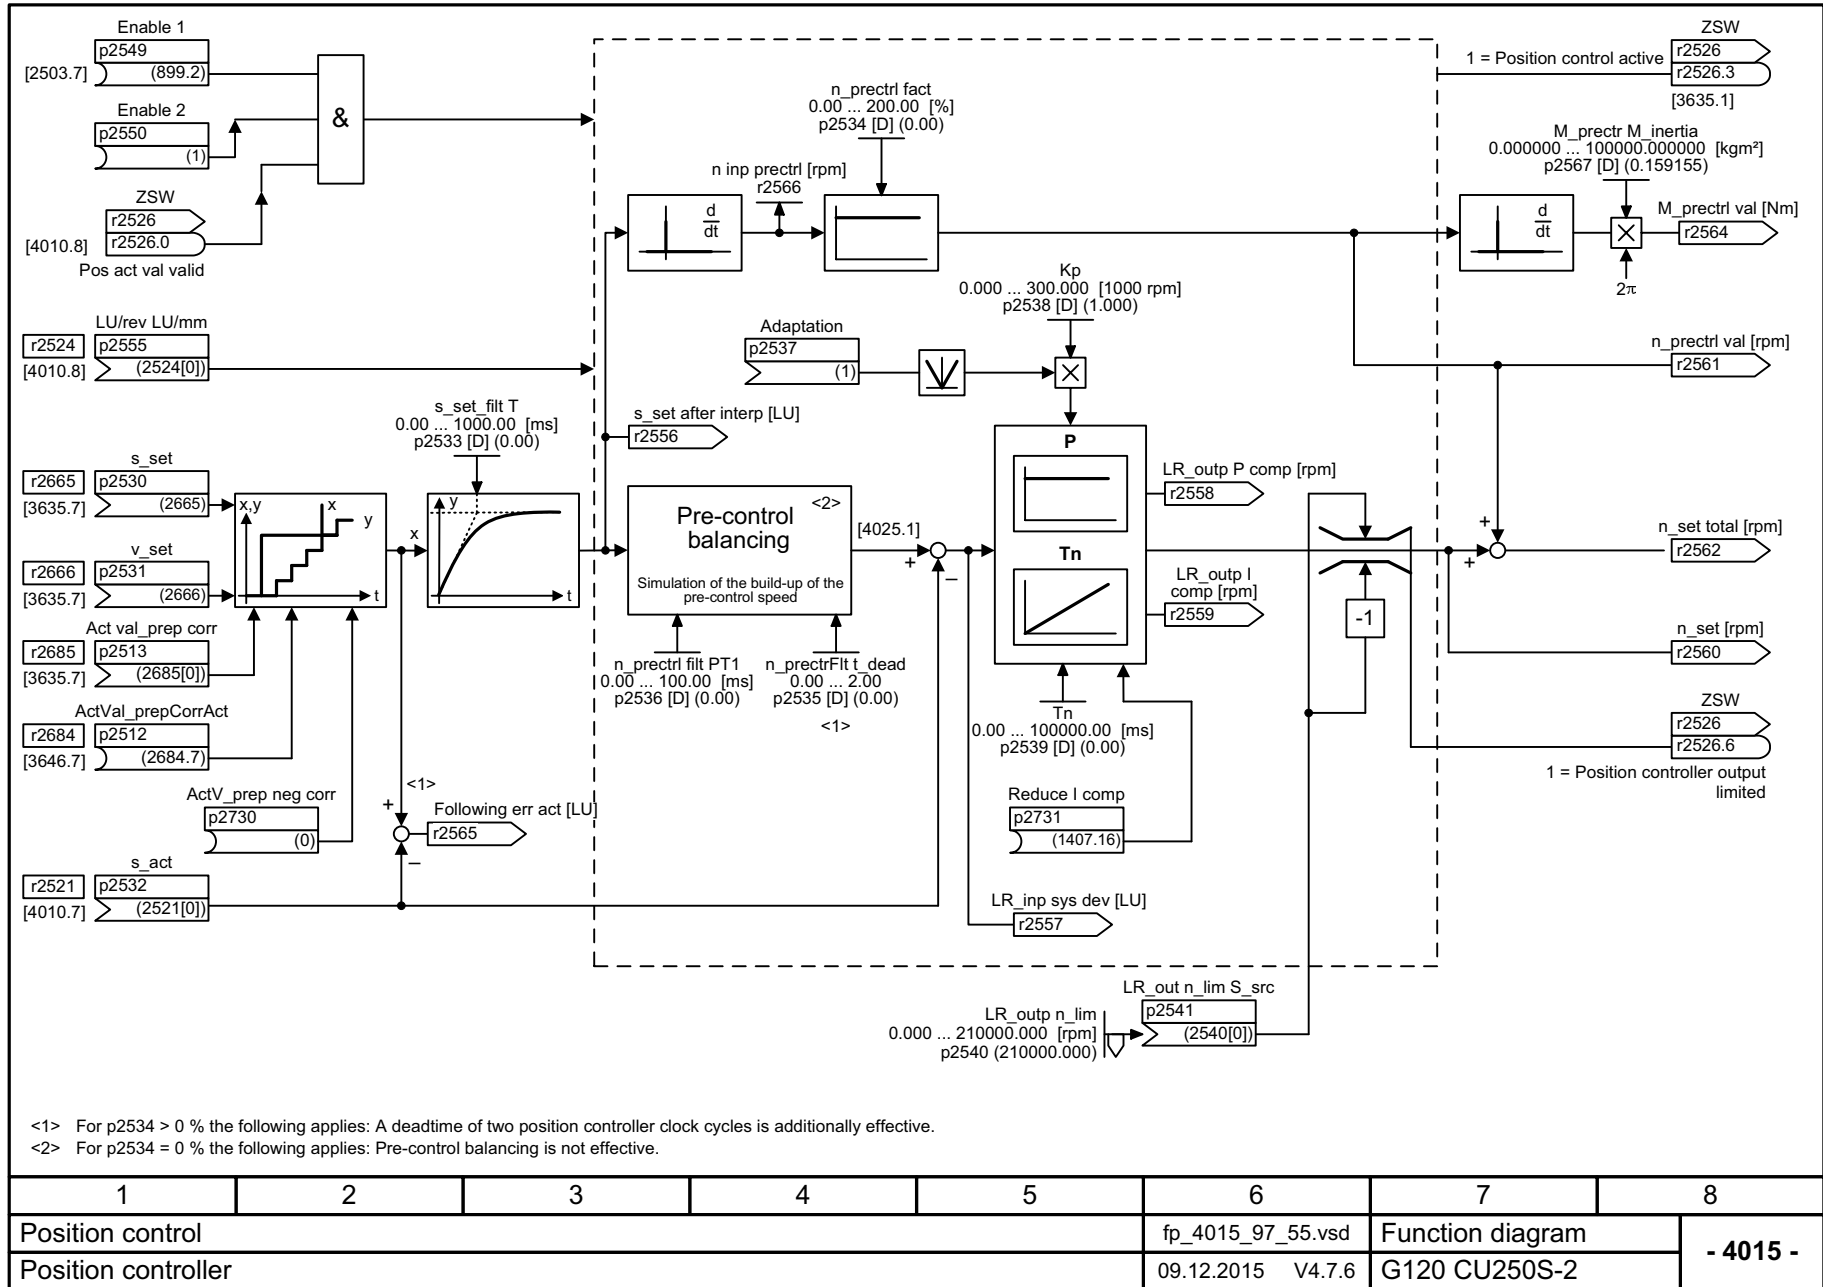 Enable 1
p2549
[2503.7]
(899.2)
Enable 2
p2550
(1)
ZSW
r2526
[4010.8]
r2526.0
Pos act val valid
&
LU/rev LU/mm
r2524
p2555
[4010.8]
(2524[0])
s_set_filt T
0.00 ... 1000.00 [ms]
p2533 [D] (0.00)
s_set
r2665
p2530
[3635.7]
(2665)
v_set
r2666
p2531
[3635.7]
(2666)
Act val_prep corr
r2685
p2513
[3635.7]
(2685[0])
ActVal_prepCorrAct
r2684
p2512
[3646.7]
(2684.7)
ActV_prep neg corr
p2730
(0)
s_act
r2521
p2532
[4010.7]
(2521[0])
x,y
x
y
t
x
y
t
<1>
+
–
Following err act [LU]
r2565
n_prectrl fact
0.00 ... 200.00 [%]
p2534 [D] (0.00)
n inp prectrl [rpm]
r2566
d
dt
Kp
0.000 ... 300.000 [1000 rpm]
p2538 [D] (1.000)
Adaptation
p2537
(1)
s_set after interp [LU]
r2556
<2>
Pre-control
balancing
Simulation of the build-up of the
pre-control speed
[4025.1]
+
–
n_prectrl filt PT1
0.00 ... 100.00 [ms]
p2536 [D] (0.00)
n_prectrFlt t_dead
0.00 ... 2.00
p2535 [D] (0.00)
<1>
P
Tn
LR_outp P comp [rpm]
r2558
LR_outp I
comp [rpm]
r2559
Tn
0.00 ... 100000.00 [ms]
p2539 [D] (0.00)
Reduce I comp
p2731
(1407.16)
LR_inp sys dev [LU]
r2557
-1
LR_outp n_lim
0.000 ... 210000.000 [rpm]
p2540 (210000.000)
LR_out n_lim S_src
p2541
(2540[0])
ZSW
1 = Position control active
r2526
r2526.3
[3635.1]
M_prectr M_inertia
0.000000 ... 100000.000000 [kgm²]
p2567 [D] (0.159155)
d
dt
2π
M_prectrl val [Nm]
r2564
n_prectrl val [rpm]
r2561
+
+
n_set total [rpm]
r2562
n_set [rpm]
r2560
ZSW
r2526
r2526.6
1 = Position controller output
limited
<1> For p2534 > 0 % the following applies: A deadtime of two position controller clock cycles is additionally effective.
<2> For p2534 = 0 % the following applies: Pre-control balancing is not effective.
1 2 3 4 5 6 7 8
Position control
fp_4015_97_55.vsd
Function diagram
- 4015 -
Position controller
09.12.2015 V4.7.6
G120 CU250S-2